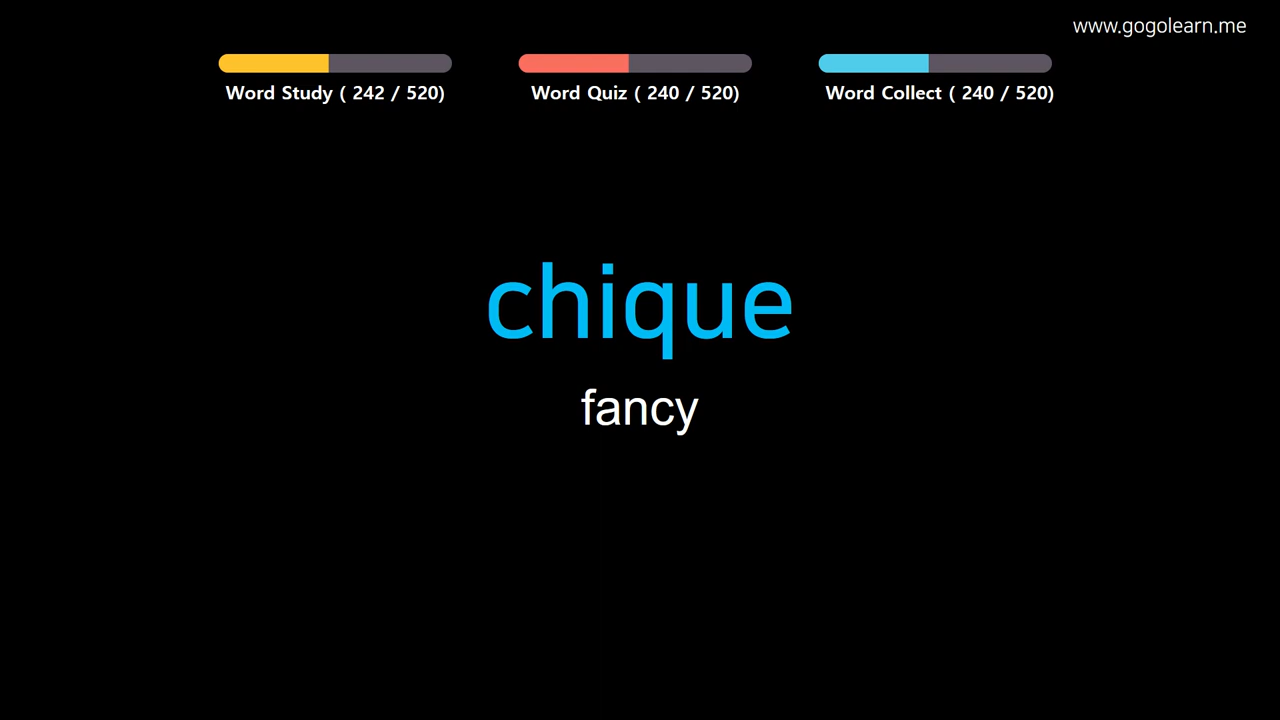 www.gogolearn.me
Word Study ( 242 / 520)
Word Quiz ( 240 / 520)
Word Collect ( 240 / 520)
chique
fancy